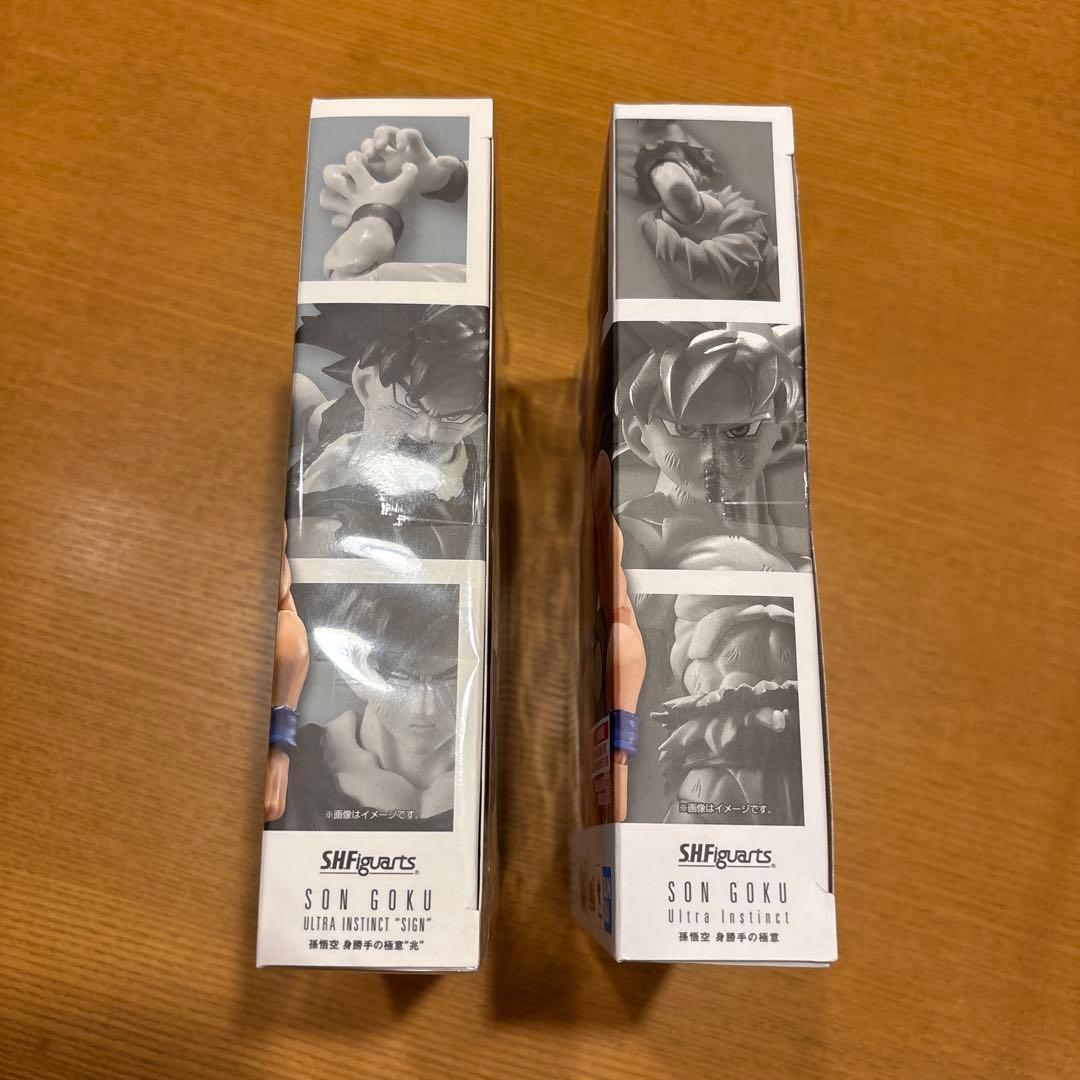 ※画像はイメージです。
S.H.Figuarts
SON GOKU
ULTRA INSTINCT "SIGN"
孫悟空 身勝手の極意"兆"
※画像はイメージです。
S.H.Figuarts
SON GOKU
Ultra Instinct
孫悟空 身勝手の極意